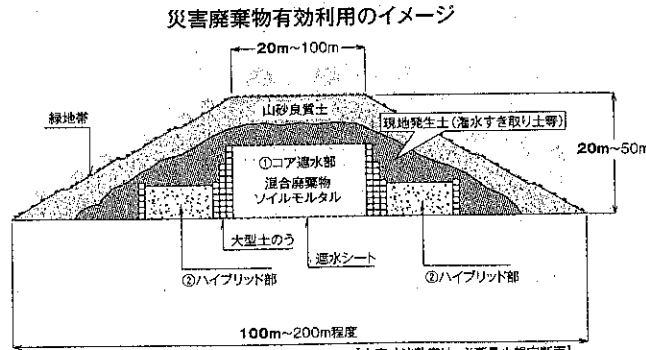 災害廃棄物有効利用のイメージ
20m~100m
緑地帯
山砂良質土
現地発生土(潅水すき取り土等)
20m~50m
①コア遮水部
混合廃棄物
ソイルモルタル
大型土のう
遮水シート
②ハイブリッド部
②ハイブリッド部
100m~200m程度